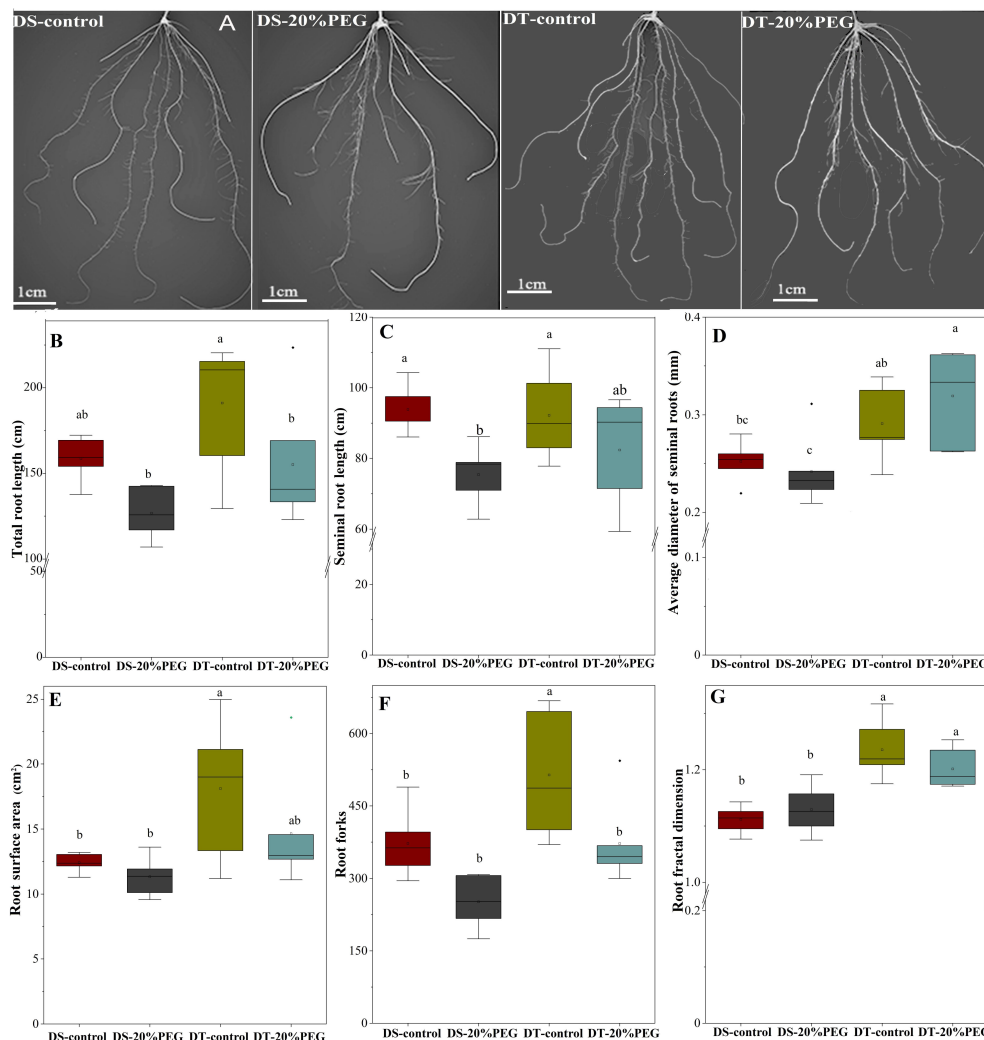 DS-control
A
DS-20%PEG
DT-control
DT-20%PEG
1cm
1cm
1cm
1cm
B
Total root length (cm)
200
150
100
50
0
ab
b
a
b
DS-control DS-20%PEG DT-control DT-20%PEG
C
Seminal root length (cm)
120
100
80
60
20
0
a
b
a
ab
DS-control DS-20%PEG DT-control DT-20%PEG
D
Average diameter of seminal roots (mm)
0.4
0.3
0.2
0.1
0.0
bc
c
ab
a
DS-control DS-20%PEG DT-control DT-20%PEG
E
Root surface area (cm²)
25
20
15
10
5
0
b
b
a
ab
DS-control DS-20%PEG DT-control DT-20%PEG
F
Root forks
600
450
300
150
0
b
b
a
b
DS-control DS-20%PEG DT-control DT-20%PEG
G
Root fractal dimension
1.2
1.0
0.2
0.0
b
b
a
a
DS-control DS-20%PEG DT-control DT-20%PEG